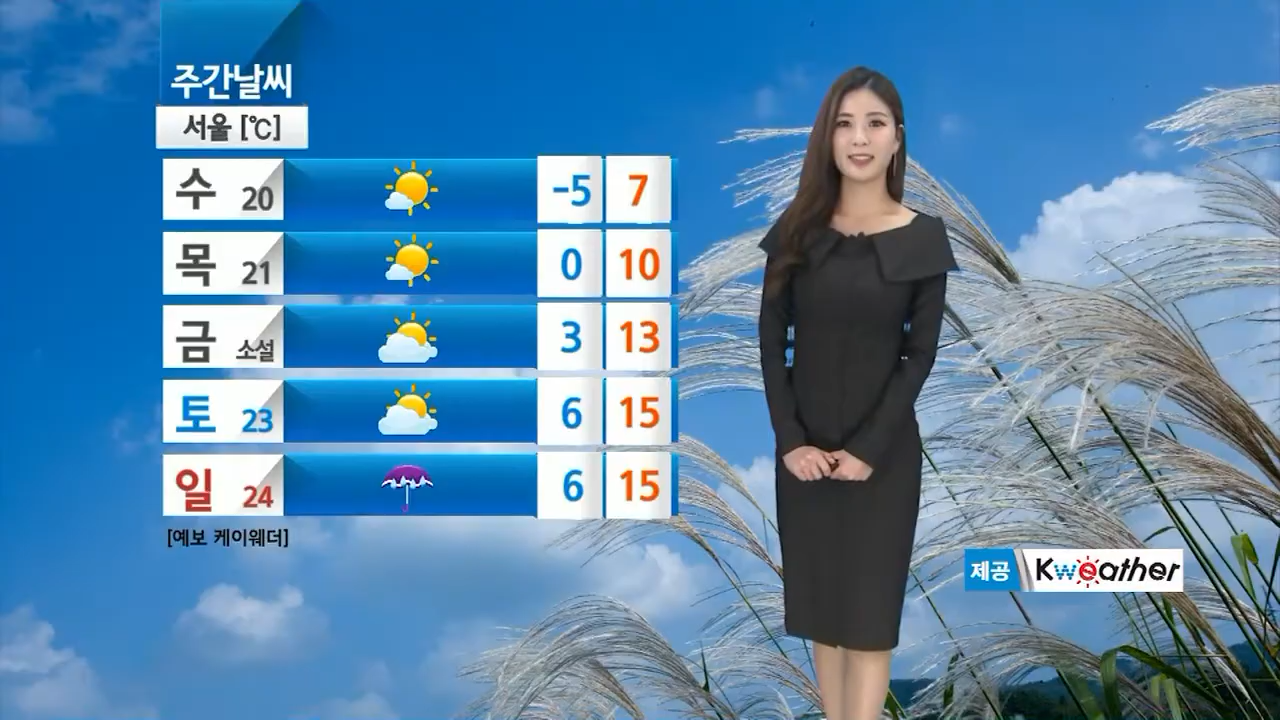 주간날씨
서울 [℃]
수 20 -5 7
목 21 0 10
금 소설 3 13
토 23 6 15
일 24 6 15
[예보 케이웨더]
제공 Kweather